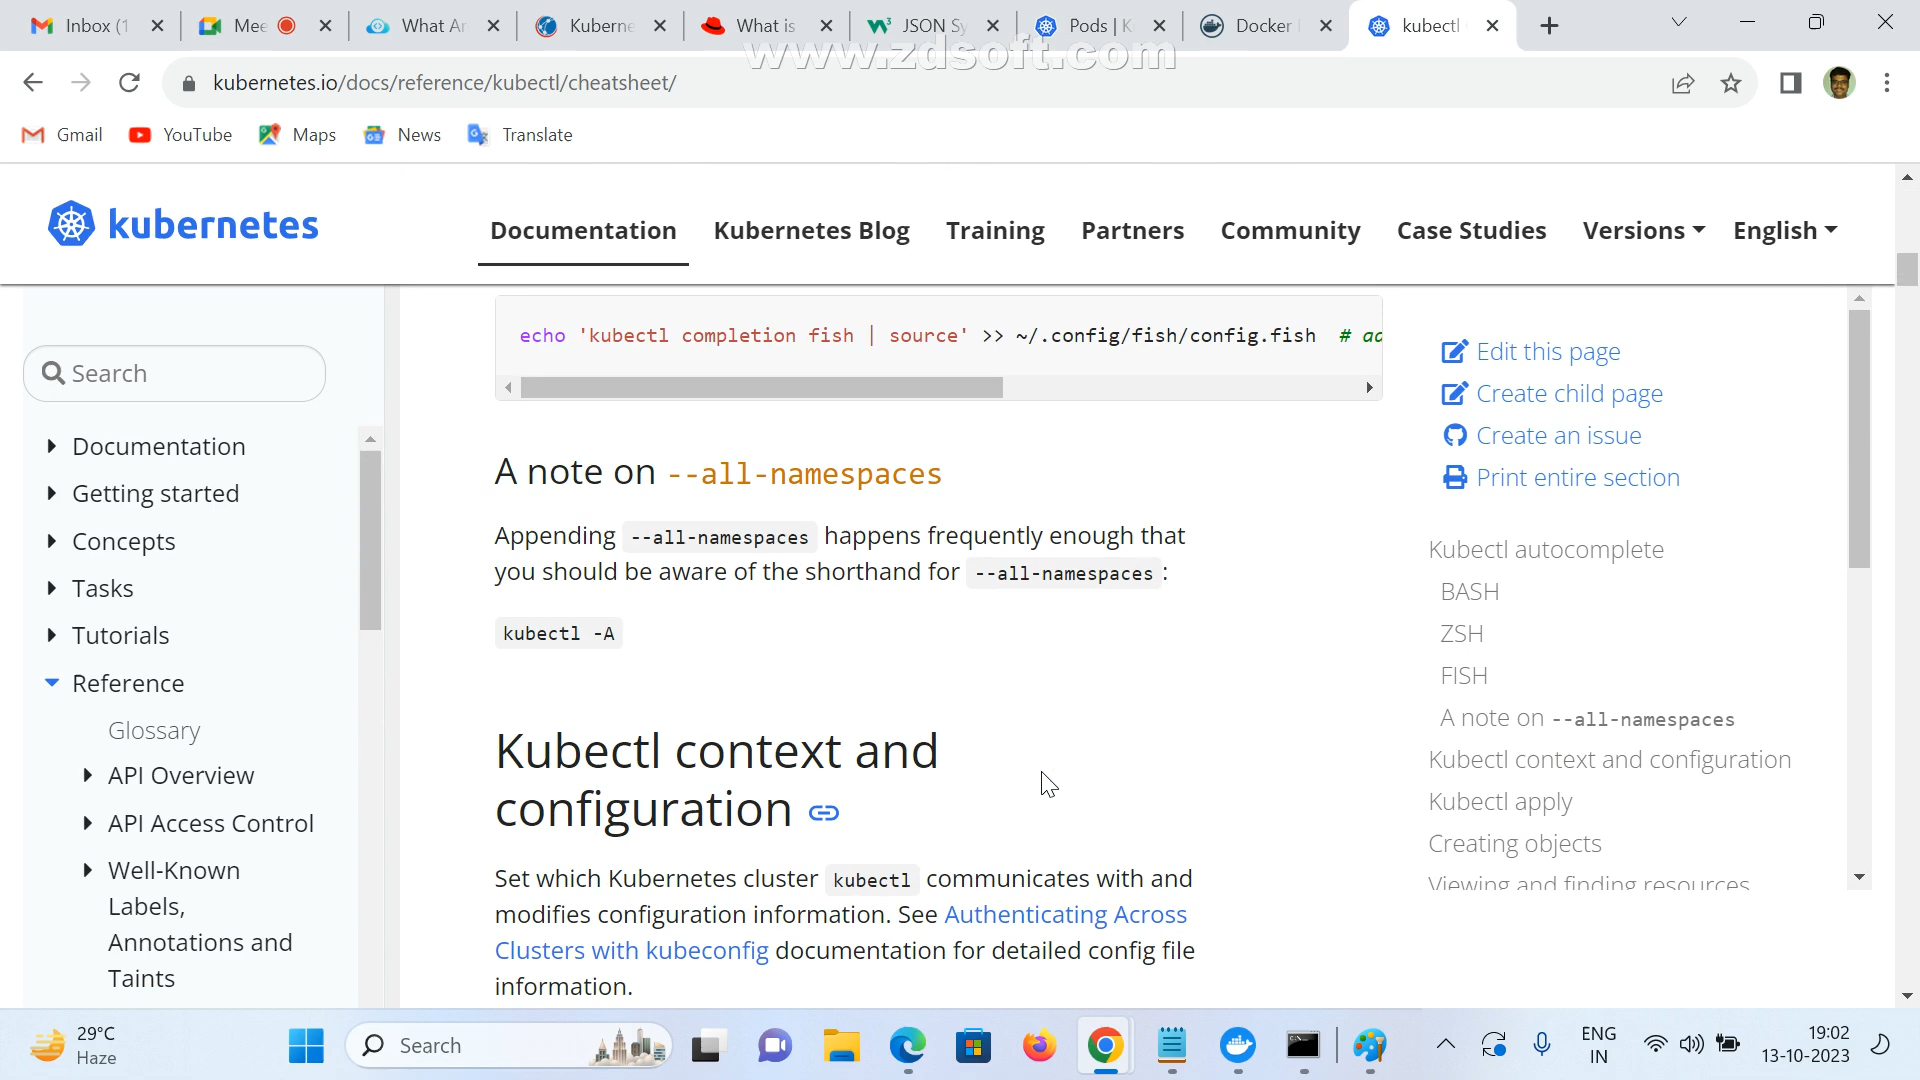 Inbox (1
Mee
What Ar
Kuberne
What is
JSON Sy
Pods | K
Docker
kubectl
www.zdsoft.com
kubernetes.io/docs/reference/kubectl/cheatsheet/
Gmail
YouTube
Maps
News
Translate
kubernetes
Documentation
Kubernetes Blog
Training
Partners
Community
Case Studies
Versions
English
Search
Documentation
Getting started
Concepts
Tasks
Tutorials
Reference
Glossary
API Overview
API Access Control
Well-Known
Labels,
Annotations and
Taints
echo 'kubectl completion fish | source' >> ~/.config/fish/config.fish # ad
A note on --all-namespaces
Appending --all-namespaces happens frequently enough that
you should be aware of the shorthand for --all-namespaces :
kubectl -A
Kubectl context and
configuration
Set which Kubernetes cluster kubectl communicates with and
modifies configuration information. See Authenticating Across
Clusters with kubeconfig documentation for detailed config file
information.
Edit this page
Create child page
Create an issue
Print entire section
Kubectl autocomplete
BASH
ZSH
FISH
A note on --all-namespaces
Kubectl context and configuration
Kubectl apply
Creating objects
Viewing and finding resources
29°C
Haze
Search
ENG
IN
19:02
13-10-2023